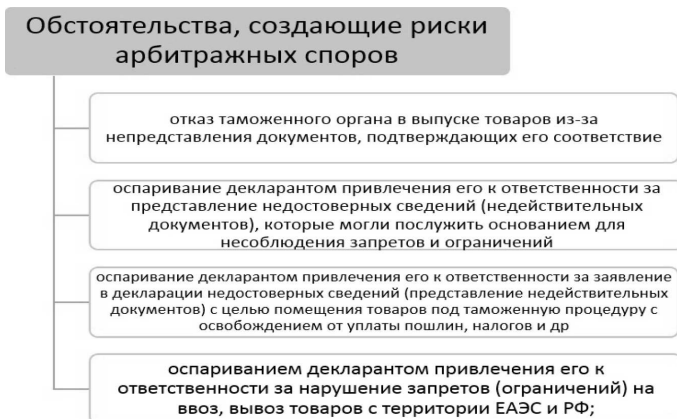 Обстоятельства, создающие риски
арбитражных споров
отказ таможенного органа в выпуске товаров из-за
непредставления документов, подтверждающих его соответствие
оспаривание декларантом привлечения его к ответственности за
представление недостоверных сведений (недействительных
документов), которые могли послужить основанием для
несоблюдения запретов и ограничений
оспаривание декларантом привлечения его к ответственности за заявление
в декларации недостоверных сведений (представление недействительных
документов) с целью помещения товаров под таможенную процедуру с
освобождением от уплаты пошлин, налогов и др
оспариванием декларантом привлечения его к
ответственности за нарушение запретов (ограничений) на
ввоз, вывоз товаров с территории ЕАЭС и РФ;